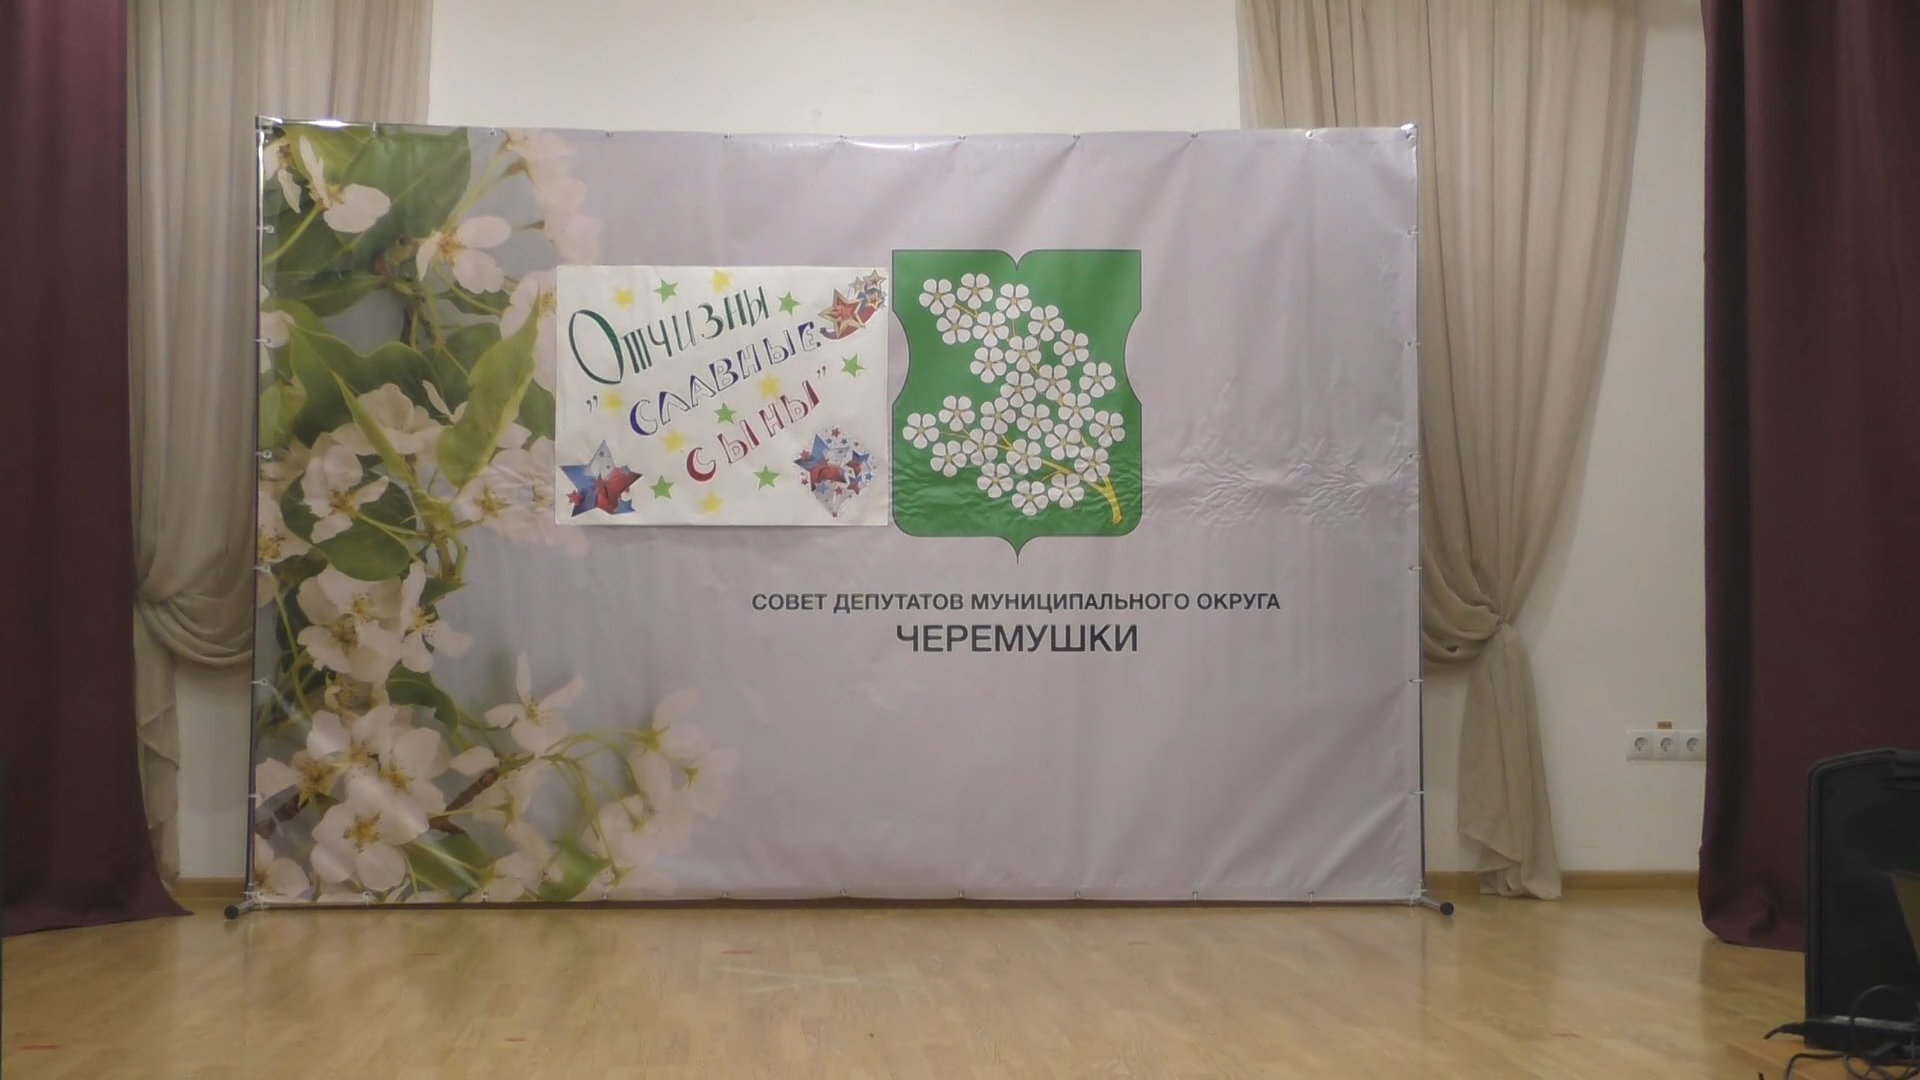 Отчизны
„ СЛАВНЫЕ
СЫНЫ”
СОВЕТ ДЕПУТАТОВ МУНИЦИПАЛЬНОГО ОКРУГА
ЧЕРЕМУШКИ